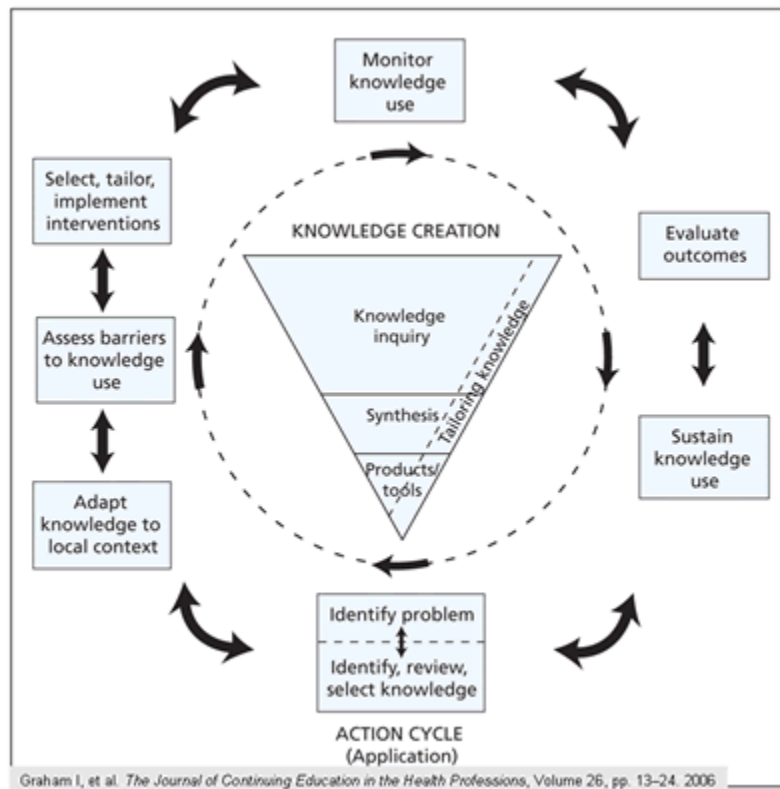 Monitor
knowledge
use
Select, tailor,
implement
interventions
Evaluate
outcomes
KNOWLEDGE CREATION
Knowledge
inquiry
Tailoring knowledge
Synthesis
Products/
tools
Assess barriers
to knowledge
use
Sustain
knowledge
use
Adapt
knowledge to
local context
Identify problem
Identify, review,
select knowledge
ACTION CYCLE
(Application)
Graham I, et al. The Journal of Continuing Education in the Health Professions, Volume 26, pp. 13–24. 2006